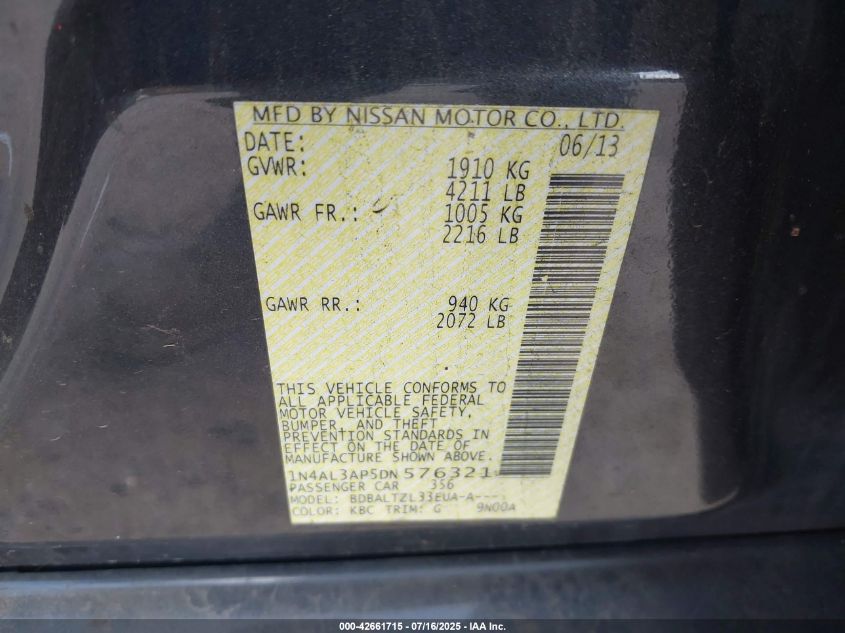 MFD BY NISSAN MOTOR CO., LTD.
DATE: 06/13
GVWR: 1910 KG
4211 LB
GAWR FR.: 1005 KG
2216 LB
GAWR RR.: 940 KG
2072 LB
THIS VEHICLE CONFORMS TO
ALL APPLICABLE FEDERAL
MOTOR VEHICLE SAFETY,
BUMPER, AND THEFT
PREVENTION STANDARDS IN
EFFECT ON THE DATE OF
MANUFACTURE SHOWN ABOVE.
1N4AL3AP5DN576321
PASSENGER CAR 356
MODEL: BDBALTZL33EUA-A----
COLOR: KBC TRIM: G 9N00A
000-42661715 - 07/16/2025 - IAA Inc.